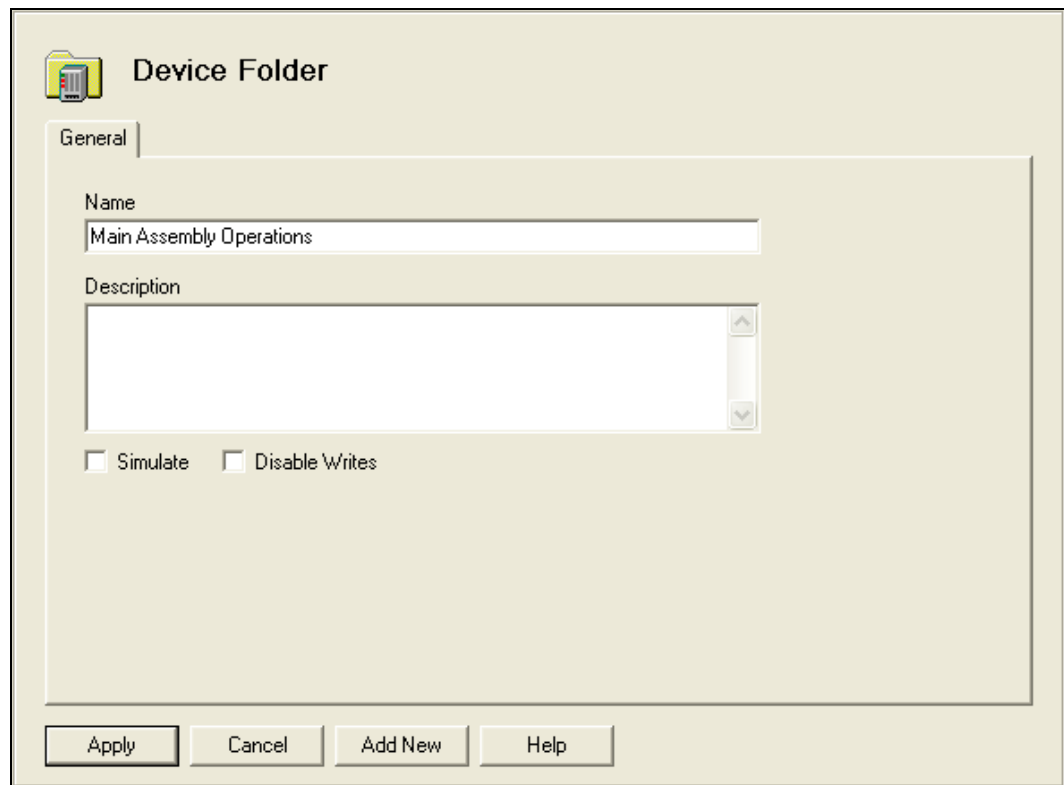 Device Folder
General
Name
Main Assembly Operations
Description
Simulate Disable Writes
Apply Cancel Add New Help